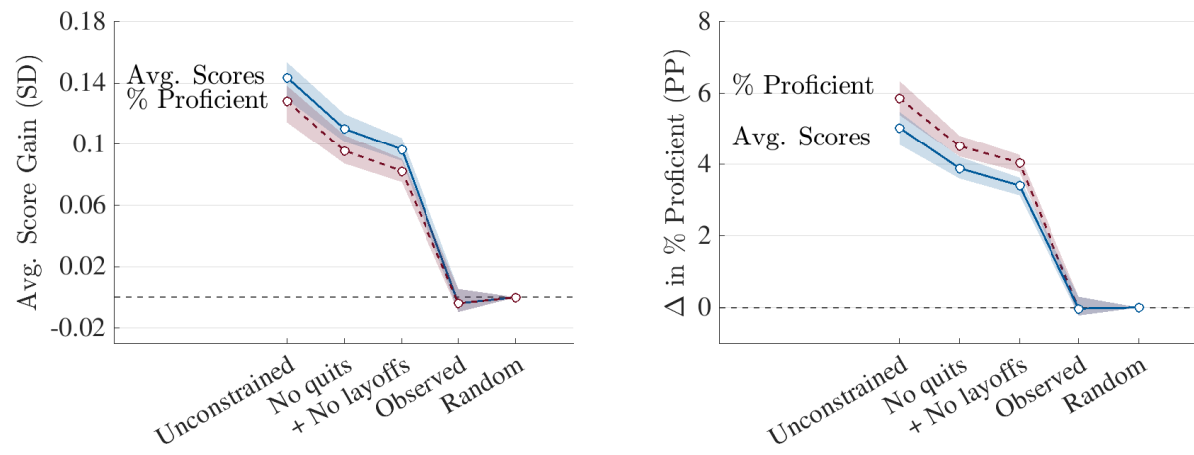 Avg. Score Gain (SD)
0.18
0.14
0.1
0.06
0.02
-0.02
Avg. Scores
% Proficient
Unconstrained
No quits
+ No layoffs
Observed
Random
Δ in % Proficient (PP)
8
6
4
2
0
% Proficient
Avg. Scores
Unconstrained
No quits
+ No layoffs
Observed
Random